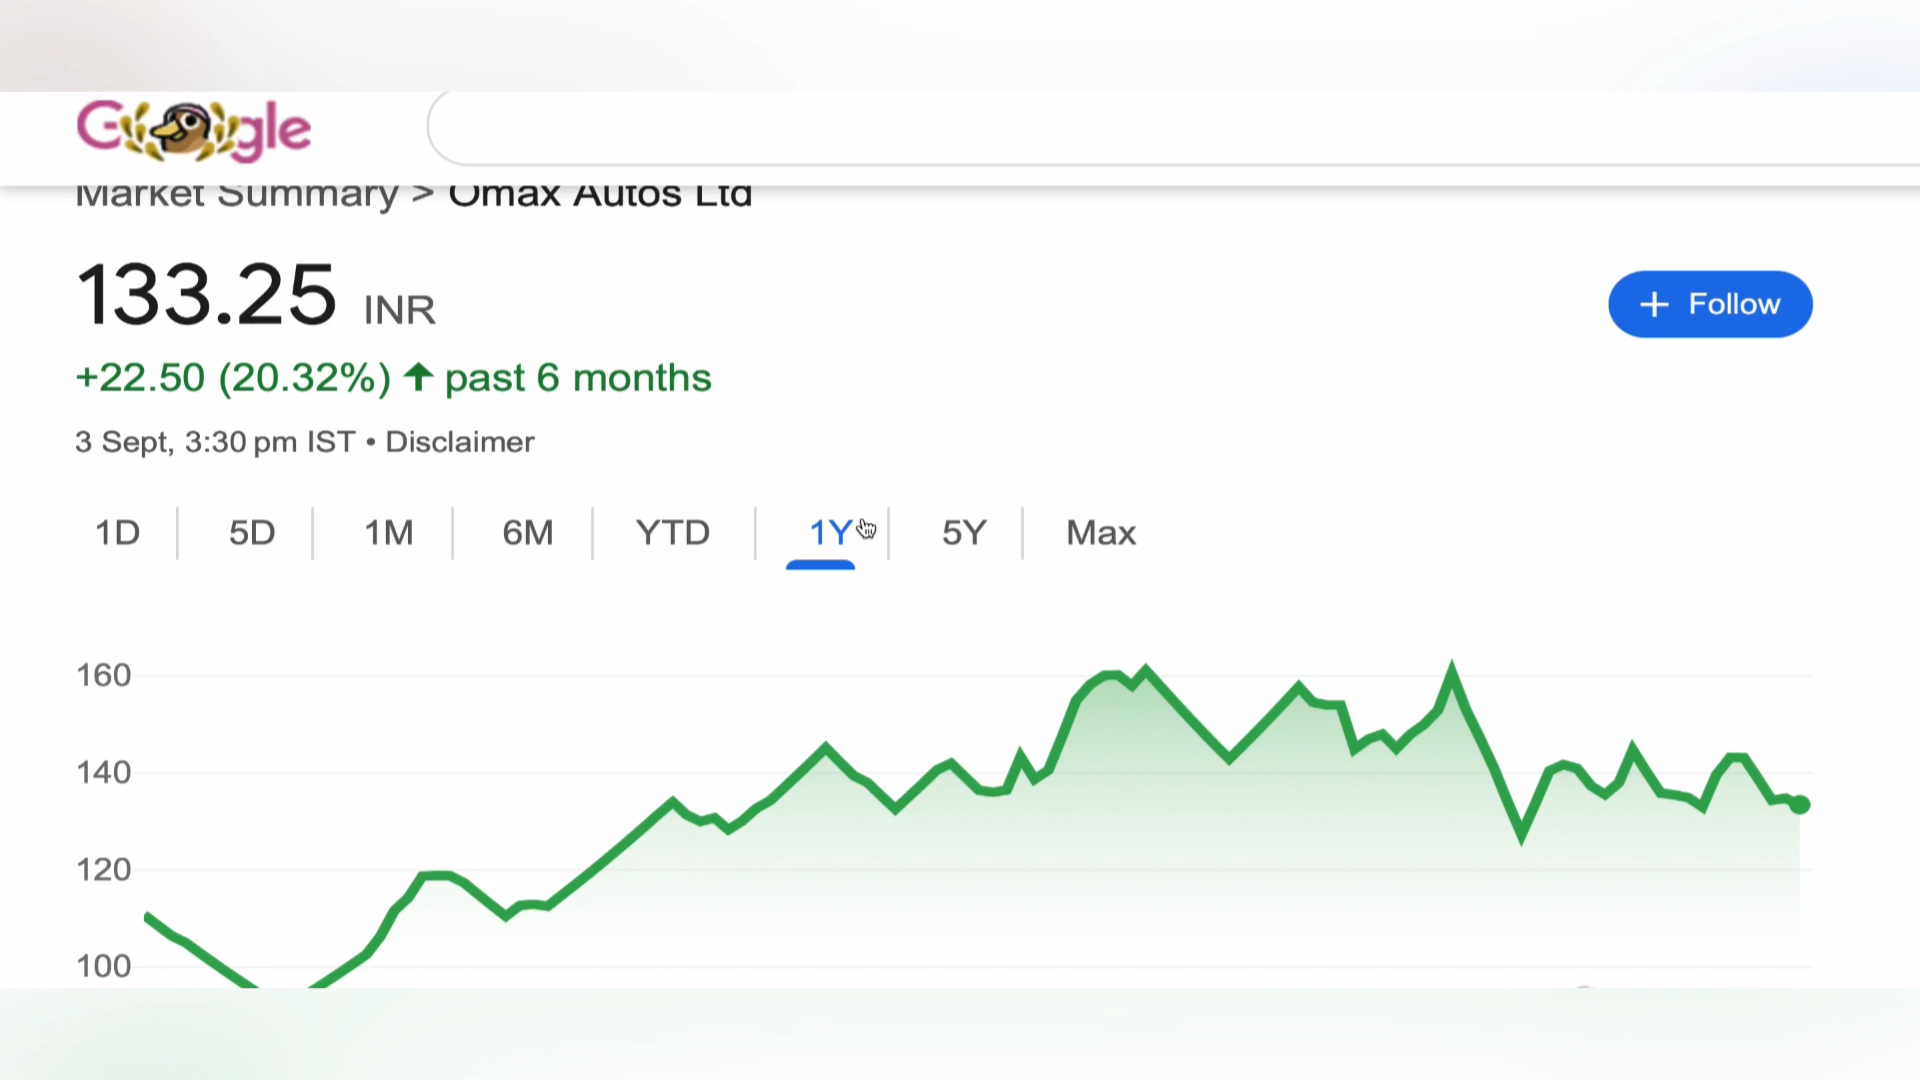 Google
Market Summary > Omax Autos Ltd
133.25 INR
+ Follow
+22.50 (20.32%) ↑ past 6 months
3 Sept, 3:30 pm IST • Disclaimer
1D 5D 1M 6M YTD 1Y 5Y Max
160
140
120
100